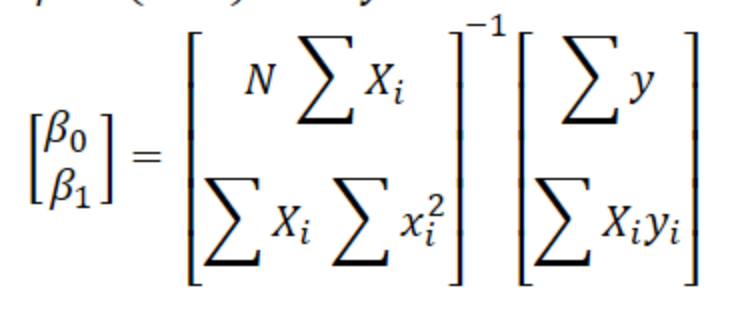 [β₀ β₁] = [N ∑ Xᵢ
∑ Xᵢ ∑ xᵢ²]⁻¹ [∑ y
∑ Xᵢyᵢ]